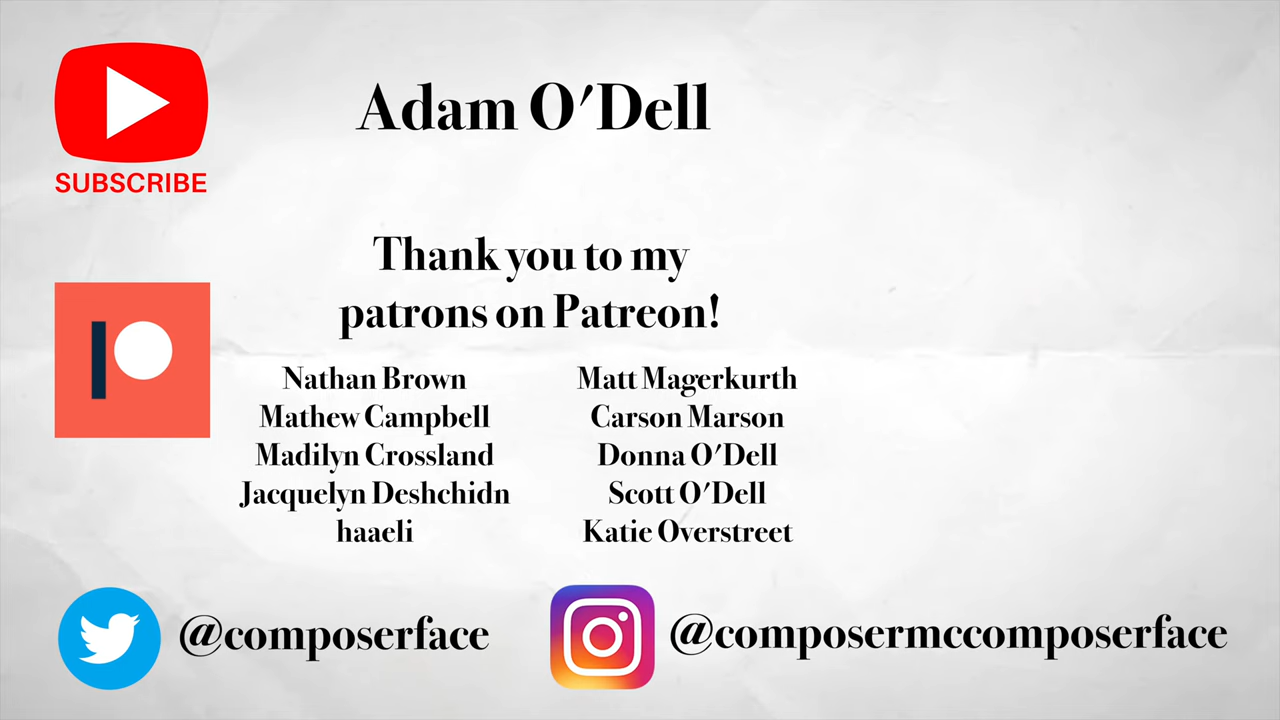 Adam O'Dell
SUBSCRIBE
Thank you to my
patrons on Patreon!
Nathan Brown
Mathew Campbell
Madilyn Crossland
Jacquelyn Deshchidn
haaeli
Matt Magerkurth
Carson Marson
Donna O'Dell
Scott O'Dell
Katie Overstreet
@composerface
@composermccomposerface